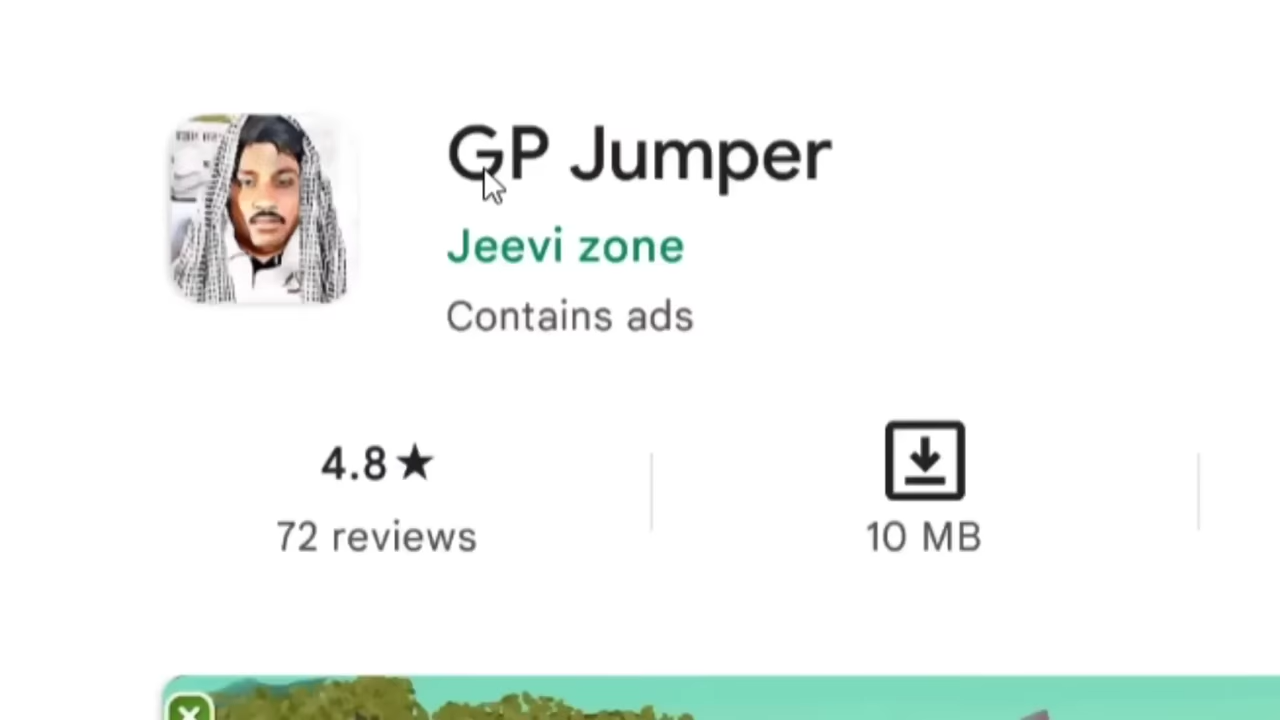 GP Jumper
Jeevi zone
Contains ads
4.8★
72 reviews
10 MB